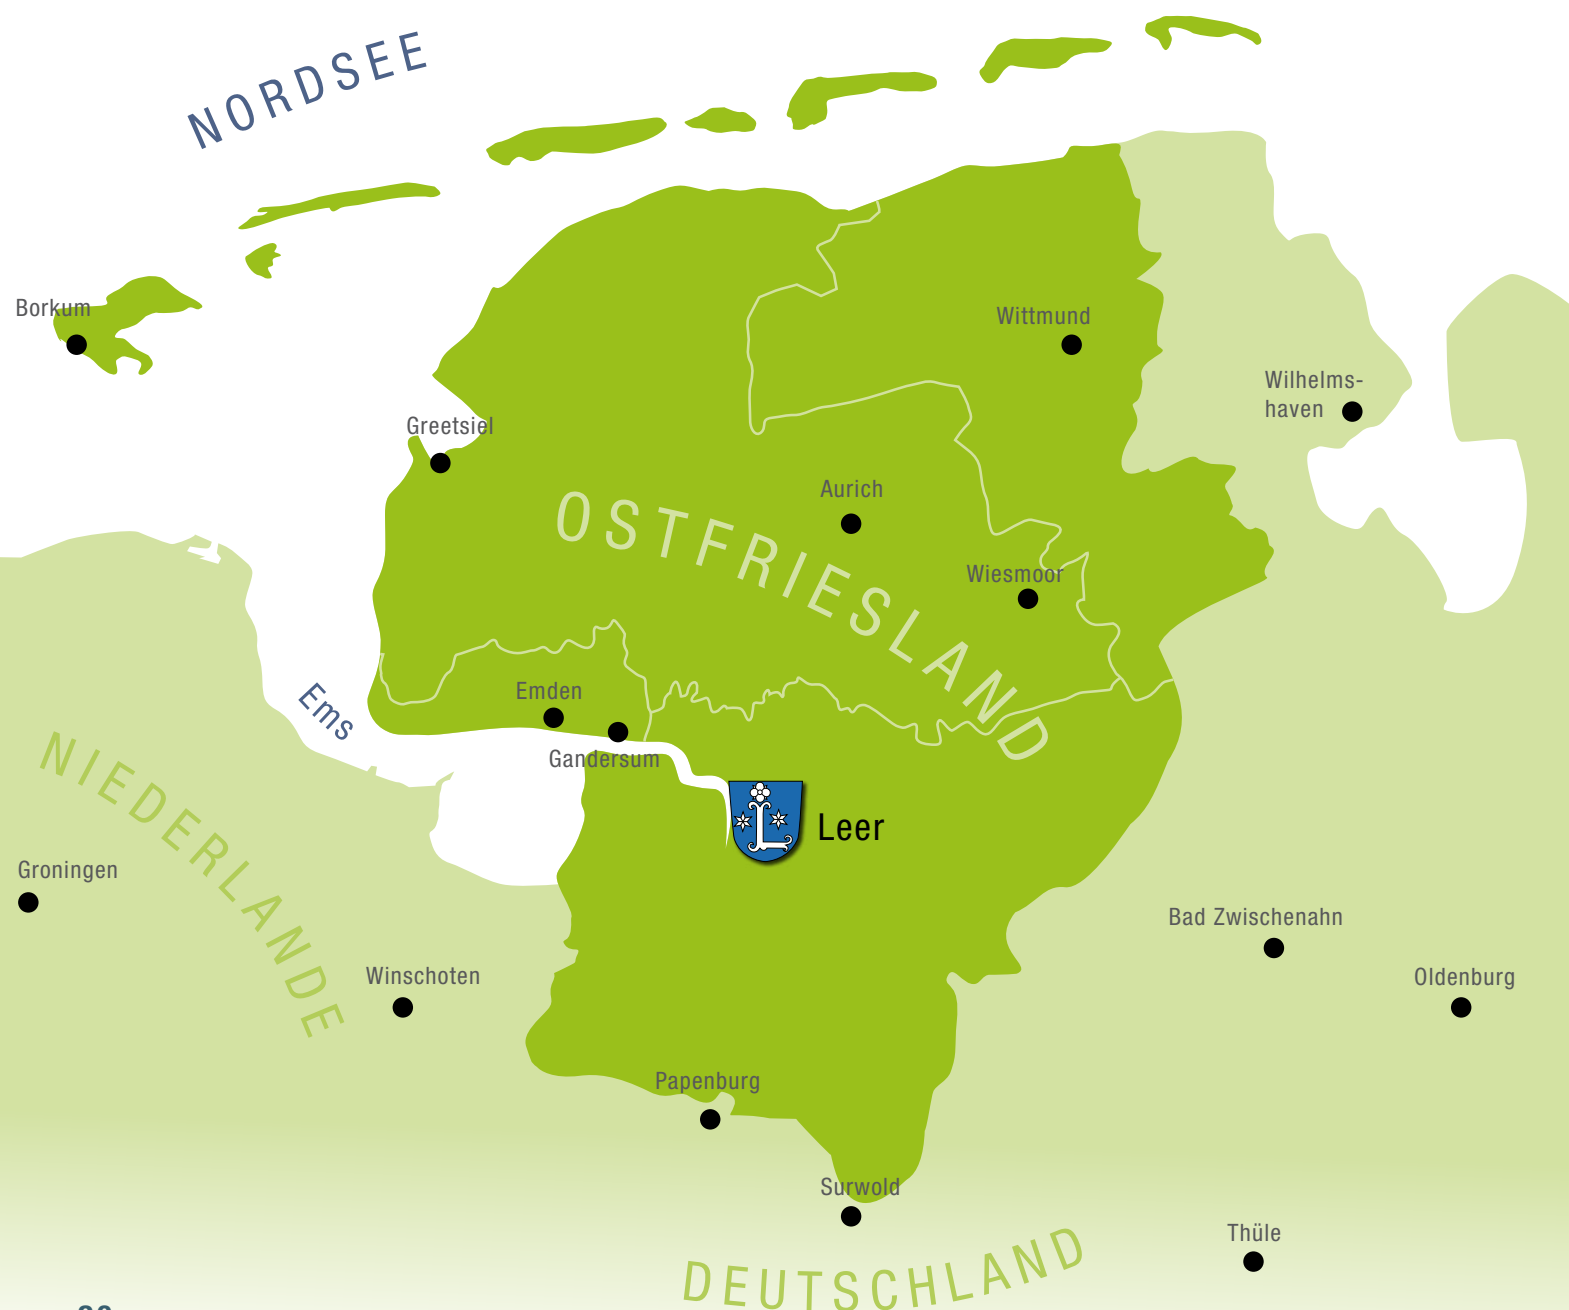 NORDSEE
Borkum
Wittmund
Wilhelms-
haven
Greetsiel
Aurich
OSTFRIESLAND
Wiesmoor
Emden
Ems
Gandersum
NIEDERLANDE
L
Leer
Groningen
Bad Zwischenahn
Winschoten
Oldenburg
Papenburg
Surwold
Thüle
DEUTSCHLAND